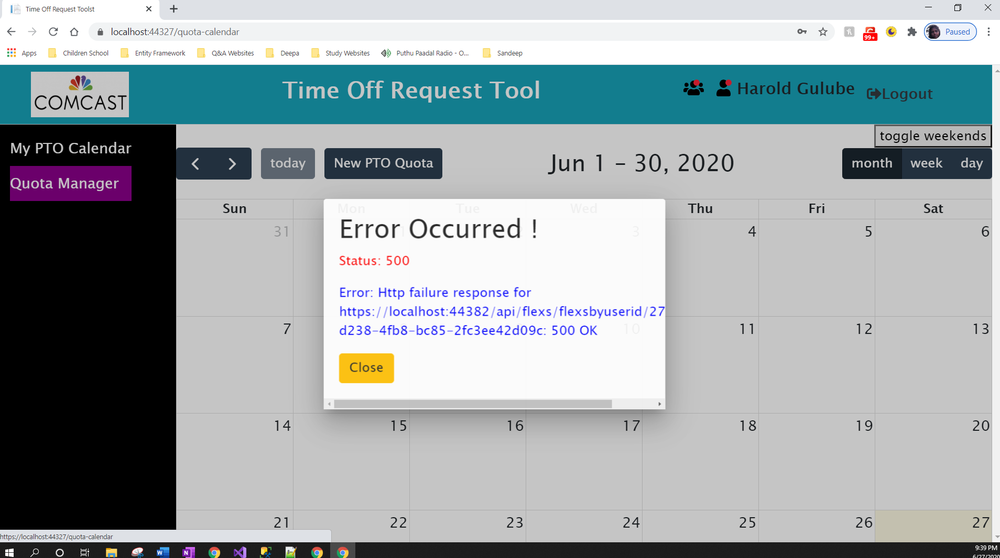 Time Off Request Toolst
localhost:44327/quota-calendar
99+
Paused
Apps
Children School
Entity Framework
Q&A Websites
Deepa
Study Websites
Puthu Paadal Radio - O...
Sandeep
COMCAST
Time Off Request Tool
Harold Gulube
Logout
My PTO Calendar
Quota Manager
toggle weekends
today
New PTO Quota
Jun 1 – 30, 2020
month
week
day
Sun Mon Tue Wed Thu Fri Sat
31 3 4 5 6
Error Occurred !
Status: 500
Error: Http failure response for
https://localhost:44382/api/flexs/flexsbyuserid/27
d238-4fb8-bc85-2fc3ee42d09c: 500 OK
Close
7 10 11 12 13
14 15 16 17 18 19 20
21 22 23 24 25 26 27
https://localhost:44327/quota-calendar
9:39 PM
6/27/2020